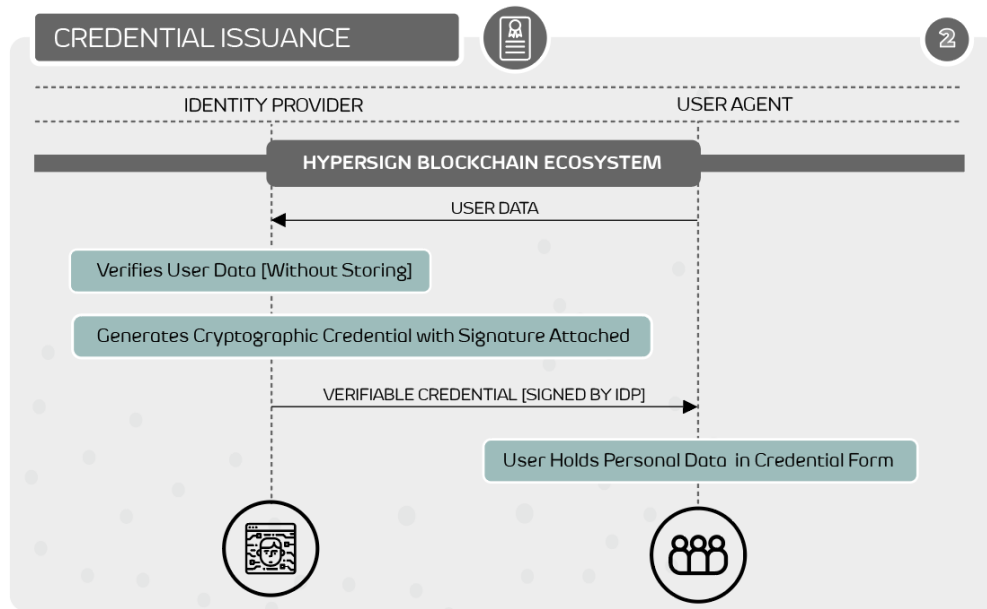 CREDENTIAL ISSUANCE
2
IDENTITY PROVIDER
USER AGENT
HYPERSIGN BLOCKCHAIN ECOSYSTEM
USER DATA
Verifies User Data [Without Storing]
Generates Cryptographic Credential with Signature Attached
VERIFIABLE CREDENTIAL [SIGNED BY IDP]
User Holds Personal Data in Credential Form